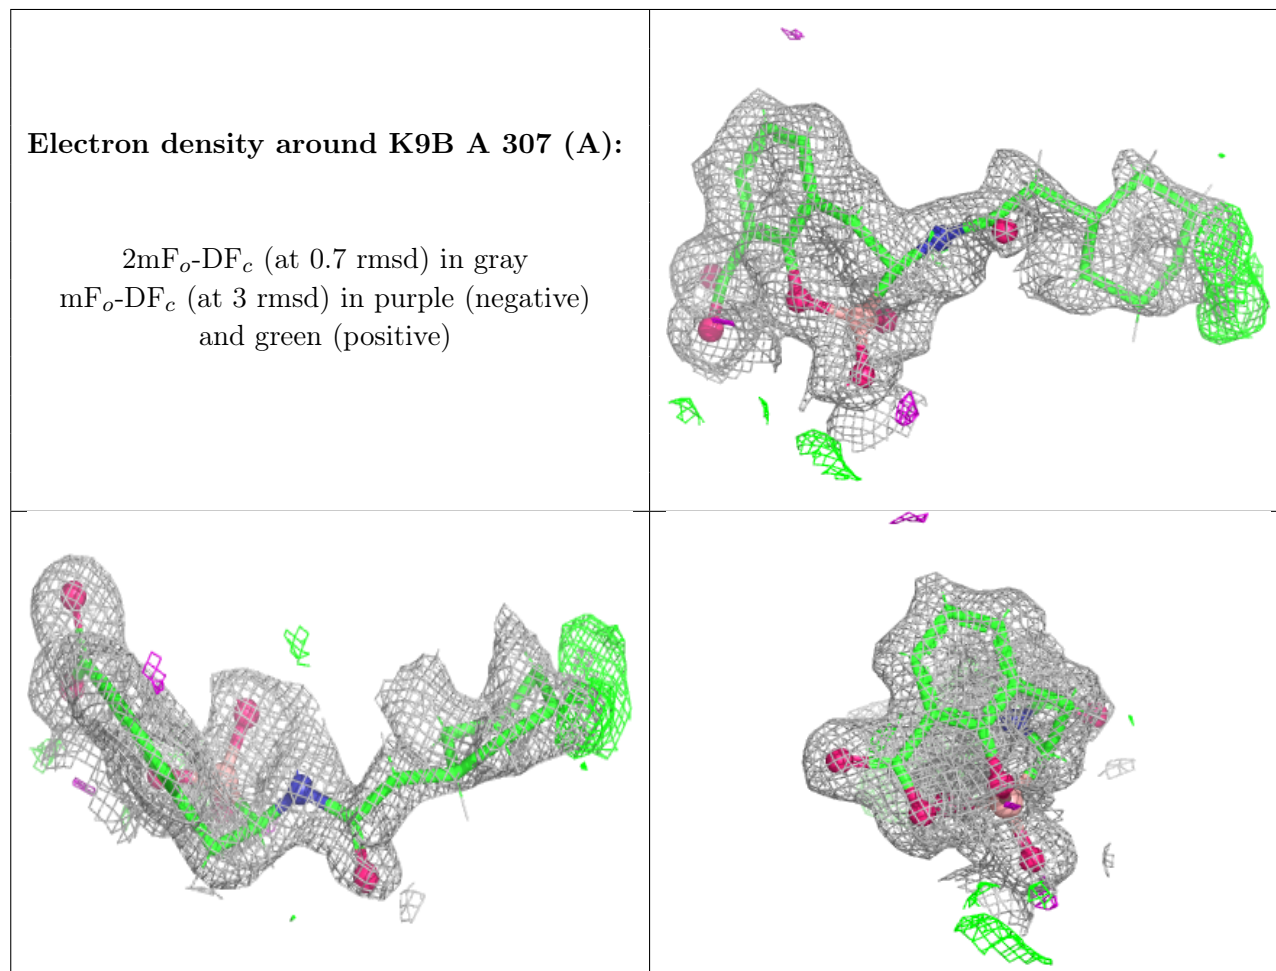 Electron density around K9B A 307 (A):
2mFo-DFc (at 0.7 rmsd) in gray
mFo-DFc (at 3 rmsd) in purple (negative)
and green (positive)